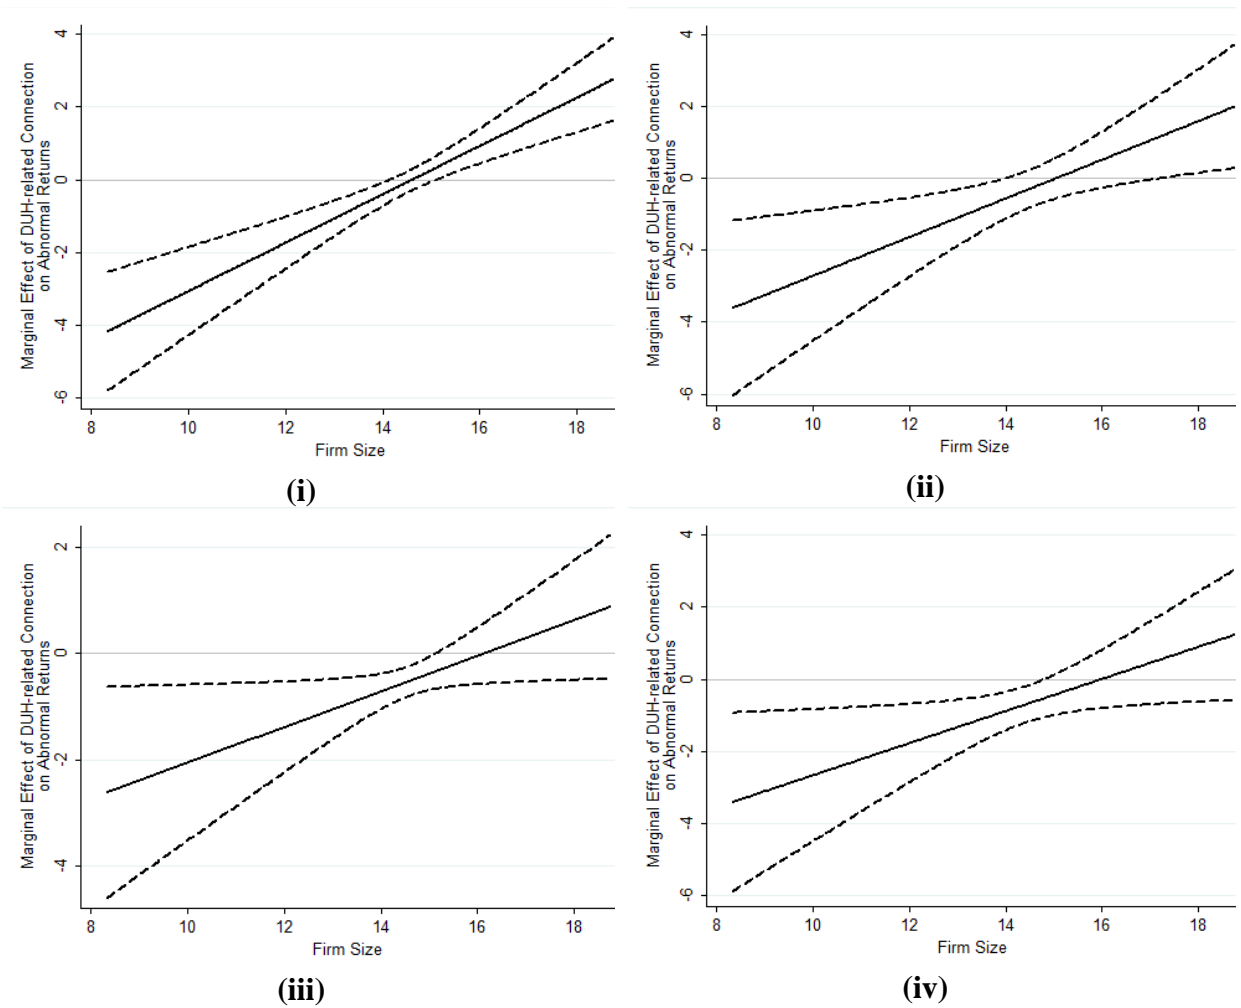 Marginal Effect of DUH-related Connection
on Abnormal Returns
4
2
0
-2
-4
-6
8 10 12 14 16 18
Firm Size
(i)
Marginal Effect of DUH-related Connection
on Abnormal Returns
4
2
0
-2
-4
-6
8 10 12 14 16 18
Firm Size
(ii)
Marginal Effect of DUH-related Connection
on Abnormal Returns
2
0
-2
-4
8 10 12 14 16 18
Firm Size
(iii)
Marginal Effect of DUH-related Connection
on Abnormal Returns
4
2
0
-2
-4
-6
8 10 12 14 16 18
Firm Size
(iv)